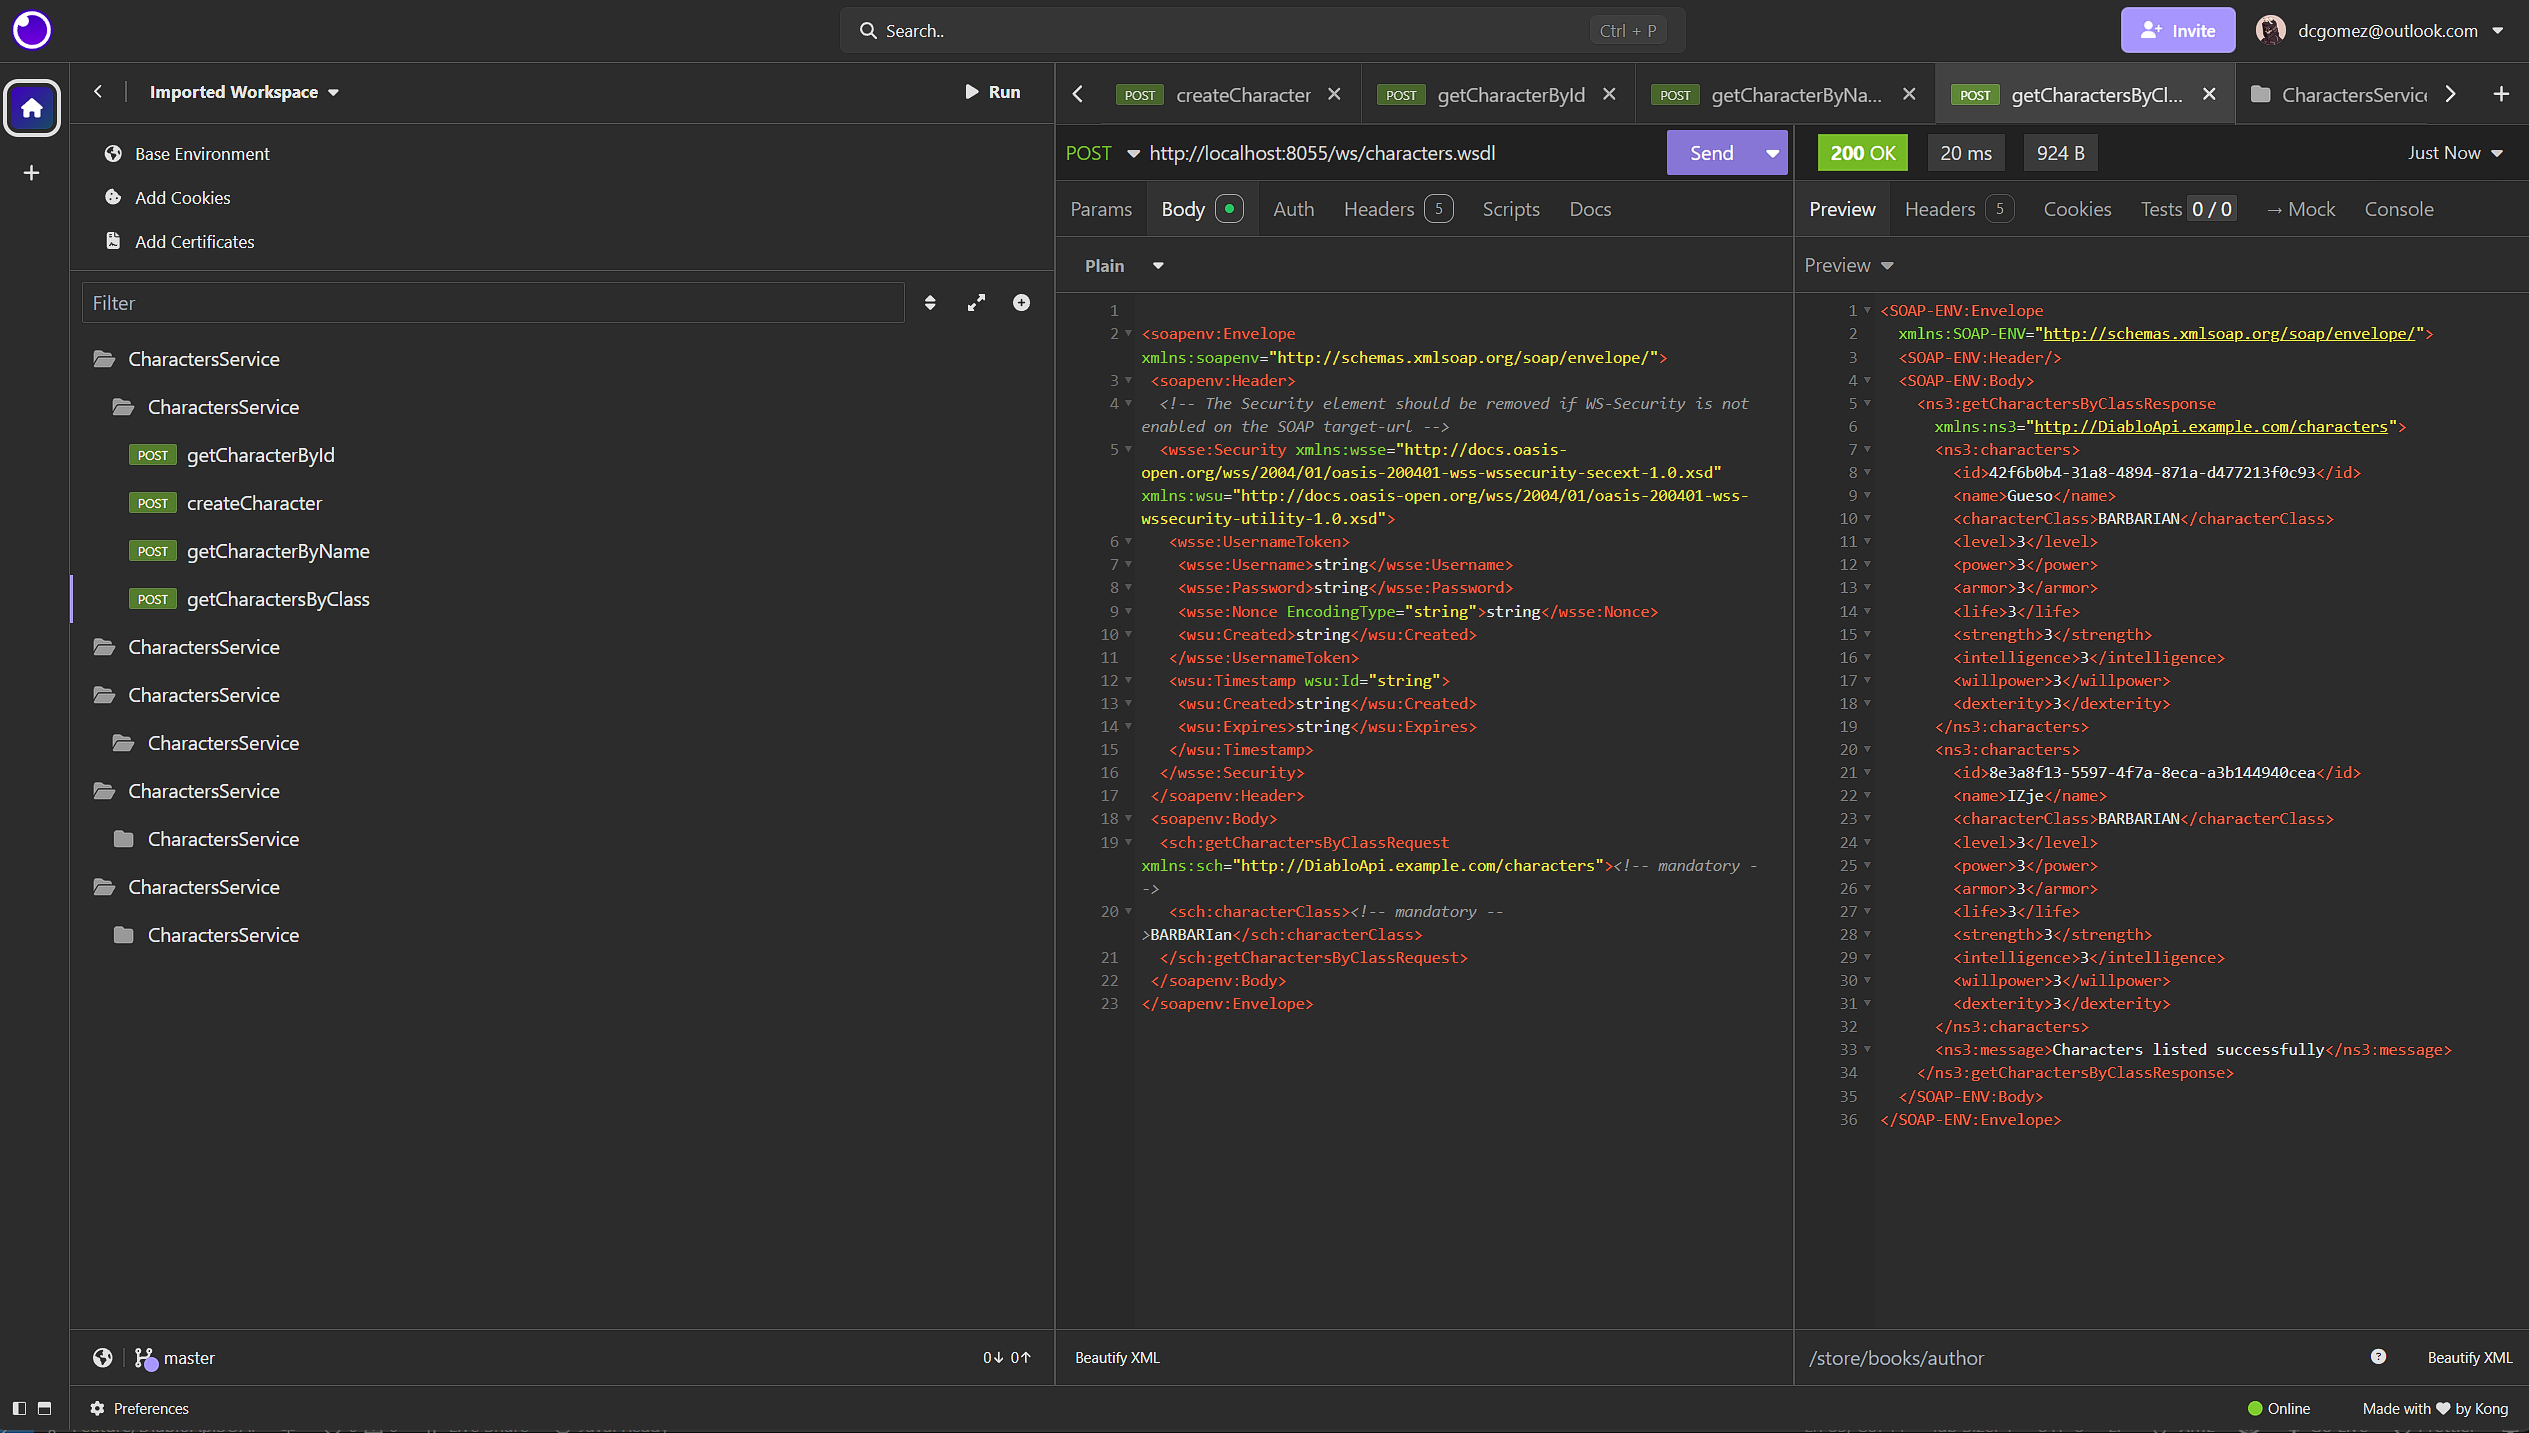 Search..
Ctrl + P
Invite
dcgomez@outlook.com
Imported Workspace
Run
Base Environment
Add Cookies
Add Certificates
Filter
CharactersService
CharactersService
POST getCharacterById
POST createCharacter
POST getCharacterByName
POST getCharactersByClass
CharactersService
CharactersService
CharactersService
CharactersService
CharactersService
CharactersService
CharactersService
master
0↓ 0↑
Preferences
POST createCharacter
POST getCharacterById
POST getCharacterByNa...
POST getCharactersByCl...
CharactersService
POST http://localhost:8055/ws/characters.wsdl
Send
Params Body Auth Headers 5 Scripts Docs
Plain
1
2 <soapenv:Envelope
xmlns:soapenv="http://schemas.xmlsoap.org/soap/envelope/">
3 <soapenv:Header>
4 <!-- The Security element should be removed if WS-Security is not
enabled on the SOAP target-url -->
5 <wsse:Security xmlns:wsse="http://docs.oasis-
open.org/wss/2004/01/oasis-200401-wss-wssecurity-secext-1.0.xsd"
xmlns:wsu="http://docs.oasis-open.org/wss/2004/01/oasis-200401-wss-
wssecurity-utility-1.0.xsd">
6 <wsse:UsernameToken>
7 <wsse:Username>string</wsse:Username>
8 <wsse:Password>string</wsse:Password>
9 <wsse:Nonce EncodingType="string">string</wsse:Nonce>
10 <wsu:Created>string</wsu:Created>
11 </wsse:UsernameToken>
12 <wsu:Timestamp wsu:Id="string">
13 <wsu:Created>string</wsu:Created>
14 <wsu:Expires>string</wsu:Expires>
15 </wsu:Timestamp>
16 </wsse:Security>
17 </soapenv:Header>
18 <soapenv:Body>
19 <sch:getCharactersByClassRequest
xmlns:sch="http://DiabloApi.example.com/characters"><!-- mandatory -
->
20 <sch:characterClass><!-- mandatory --
>BARBARIan</sch:characterClass>
21 </sch:getCharactersByClassRequest>
22 </soapenv:Body>
23 </soapenv:Envelope>
Beautify XML
200 OK
20 ms
924 B
Just Now
Preview Headers 5 Cookies Tests 0 / 0 → Mock Console
Preview
1 <SOAP-ENV:Envelope
2 xmlns:SOAP-ENV="http://schemas.xmlsoap.org/soap/envelope/">
3 <SOAP-ENV:Header/>
4 <SOAP-ENV:Body>
5 <ns3:getCharactersByClassResponse
6 xmlns:ns3="http://DiabloApi.example.com/characters">
7 <ns3:characters>
8 <id>42f6b0b4-31a8-4894-871a-d477213f0c93</id>
9 <name>Gueso</name>
10 <characterClass>BARBARIAN</characterClass>
11 <level>3</level>
12 <power>3</power>
13 <armor>3</armor>
14 <life>3</life>
15 <strength>3</strength>
16 <intelligence>3</intelligence>
17 <willpower>3</willpower>
18 <dexterity>3</dexterity>
19 </ns3:characters>
20 <ns3:characters>
21 <id>8e3a8f13-5597-4f7a-8eca-a3b144940cea</id>
22 <name>IZje</name>
23 <characterClass>BARBARIAN</characterClass>
24 <level>3</level>
25 <power>3</power>
26 <armor>3</armor>
27 <life>3</life>
28 <strength>3</strength>
29 <intelligence>3</intelligence>
30 <willpower>3</willpower>
31 <dexterity>3</dexterity>
32 </ns3:characters>
33 <ns3:message>Characters listed successfully</ns3:message>
34 </ns3:getCharactersByClassResponse>
35 </SOAP-ENV:Body>
36 </SOAP-ENV:Envelope>
/store/books/author
Beautify XML
Online
Made with ♥ by Kong